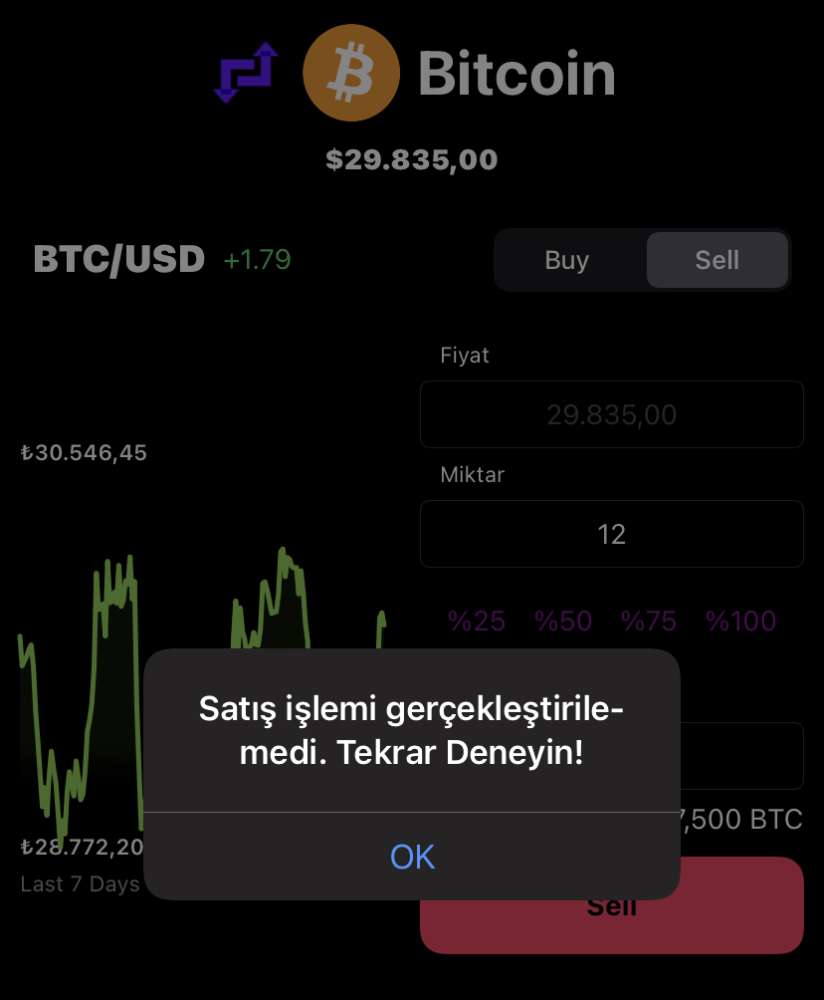 Bitcoin
$29.835,00
BTC/USD +1.79
Buy Sell
Fiyat
29.835,00
₺30.546,45
Miktar
12
%25 %50 %75 %100
Satış işlemi gerçekleştirile-
medi. Tekrar Deneyin!
7,500 BTC
₺28.772,20
OK
Last 7 Days
Sell